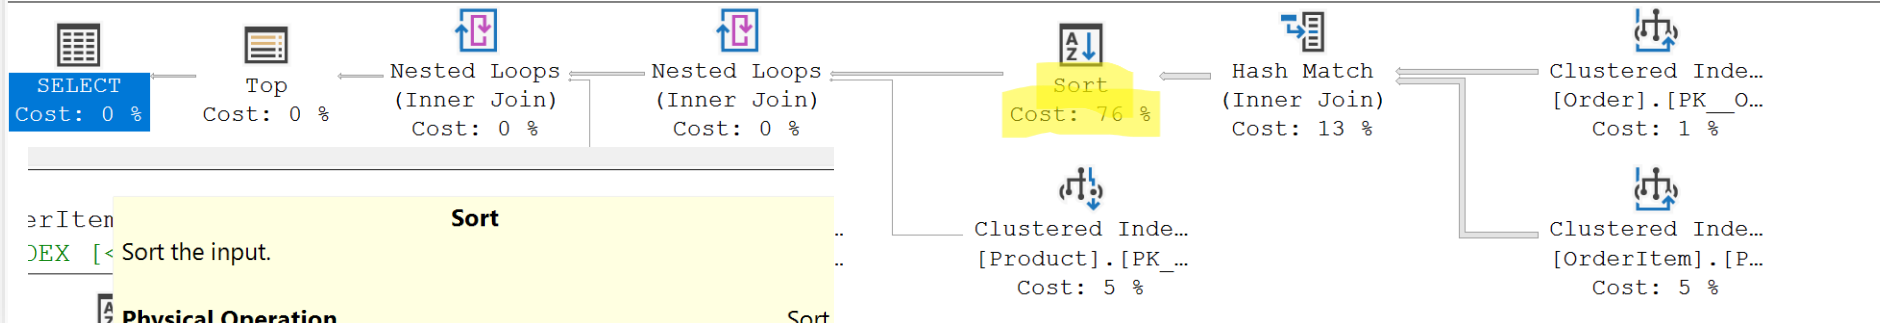 SELECT
Cost: 0 %
Top
Cost: 0 %
Nested Loops
(Inner Join)
Cost: 0 %
Nested Loops
(Inner Join)
Cost: 0 %
A
Z
Sort
Cost: 76 %
Hash Match
(Inner Join)
Cost: 13 %
Clustered Inde…
[Order].[PK__O…
Cost: 1 %
Clustered Inde…
[Product].[PK_…
Cost: 5 %
Clustered Inde…
[OrderItem].[P…
Cost: 5 %
erItem
DEX [<
Sort
Sort the input.
Physical Operation
Sort